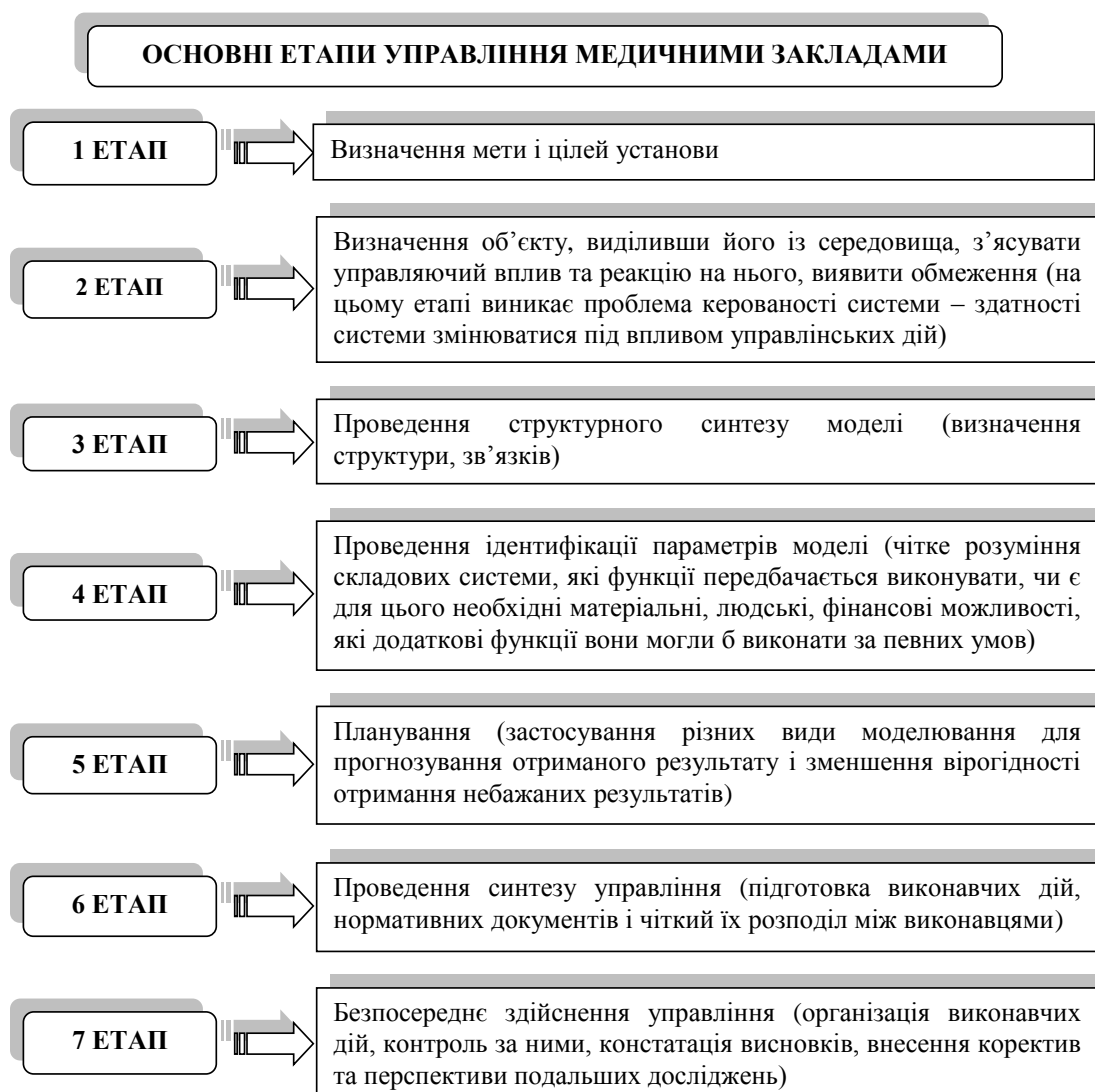 ОСНОВНІ ЕТАПИ УПРАВЛІННЯ МЕДИЧНИМИ ЗАКЛАДАМИ
1 ЕТАП
Визначення мети і цілей установи
2 ЕТАП
Визначення об’єкту, виділивши його із середовища, з’ясувати
управляючий вплив та реакцію на нього, виявити обмеження (на
цьому етапі виникає проблема керованості системи – здатності
системи змінюватися під впливом управлінських дій)
3 ЕТАП
Проведення структурного синтезу моделі (визначення
структури, зв’язків)
4 ЕТАП
Проведення ідентифікації параметрів моделі (чітке розуміння
складових системи, які функції передбачається виконувати, чи є
для цього необхідні матеріальні, людські, фінансові можливості,
які додаткові функції вони могли б виконати за певних умов)
5 ЕТАП
Планування (застосування різних види моделювання для
прогнозування отриманого результату і зменшення вірогідності
отримання небажаних результатів)
6 ЕТАП
Проведення синтезу управління (підготовка виконавчих дій,
нормативних документів і чіткий їх розподіл між виконавцями)
7 ЕТАП
Безпосереднє здійснення управління (організація виконавчих
дій, контроль за ними, констатація висновків, внесення коректив
та перспективи подальших досліджень)